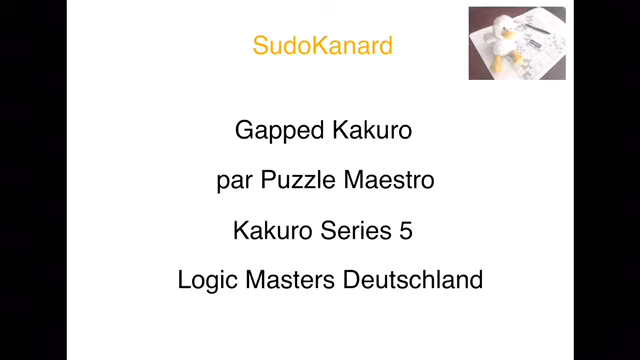 SudoKanard
Gapped Kakuro
par Puzzle Maestro
Kakuro Series 5
Logic Masters Deutschland